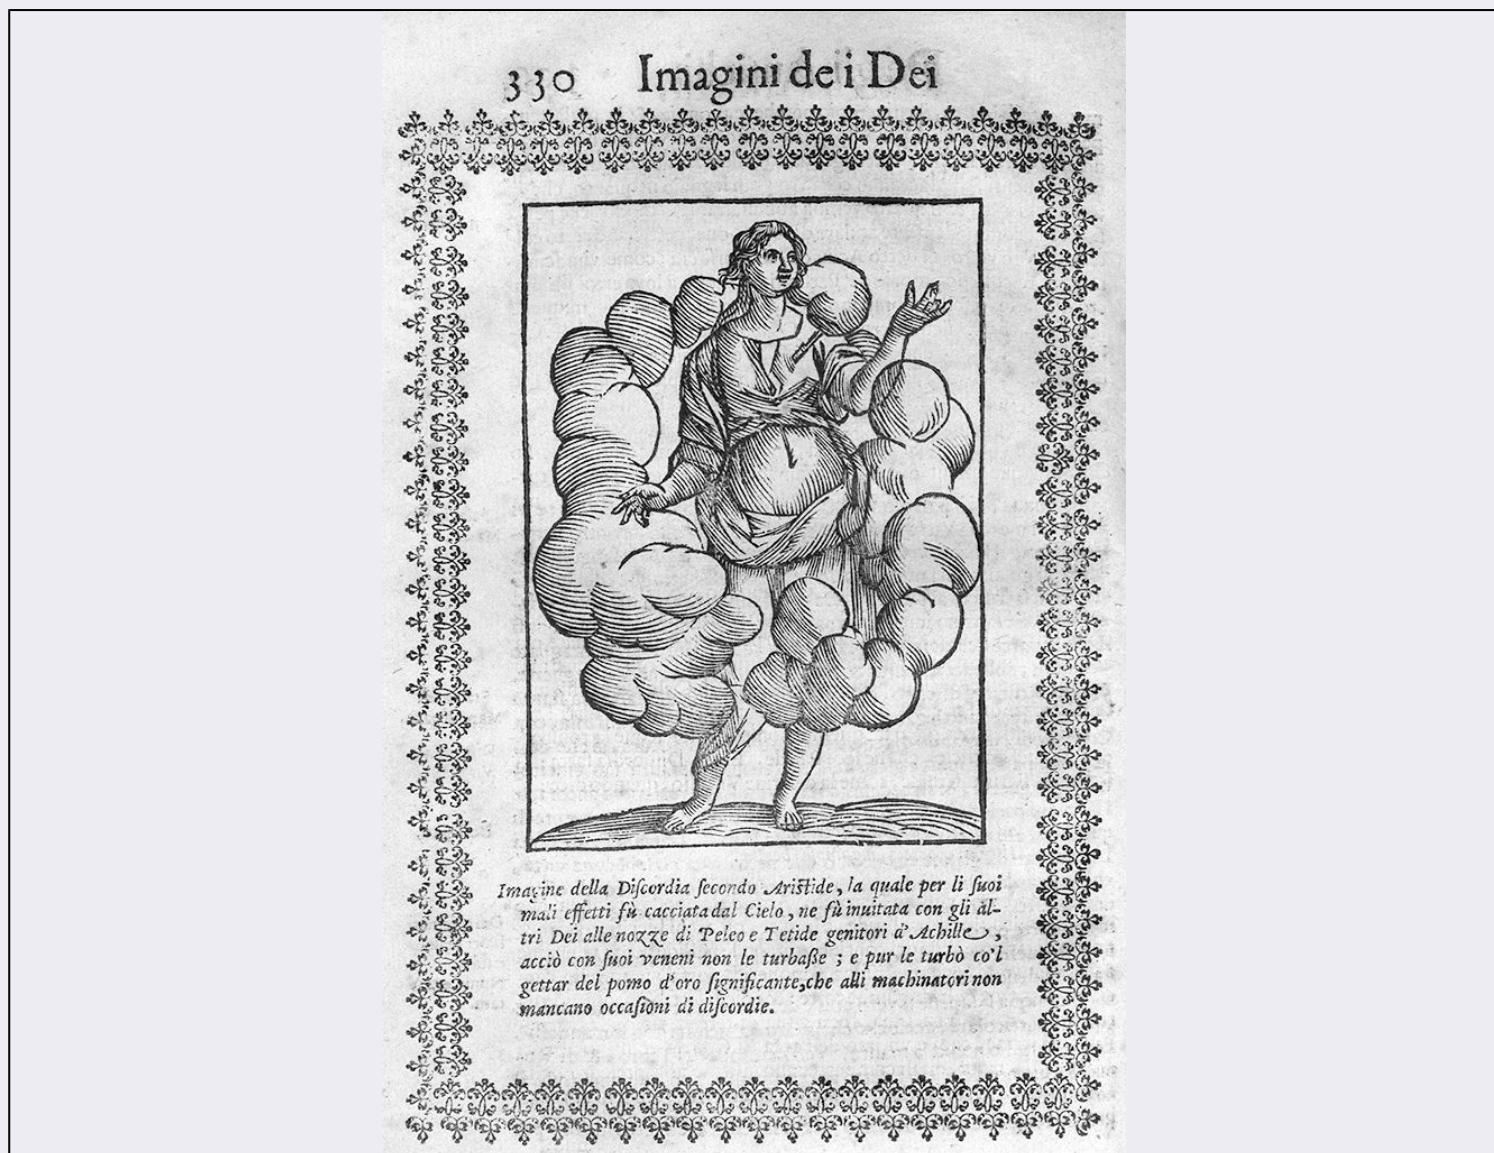 330 Imagini de i Dei
Imagine della Diſcordia ſecondo Ariſtide, la quale per li ſuoi
mali effetti fù cacciata dal Cielo, ne fù inuitata con gli al-
tri Dei alle nozze di Peleo e Tetide genitori d'Achille,
acciò con ſuoi veneni non le turbaſſe; e pur le turbò co'l
gettar del pomo d'oro ſignificante, che alli machinatori non
mancano occaſioni di diſcordie.